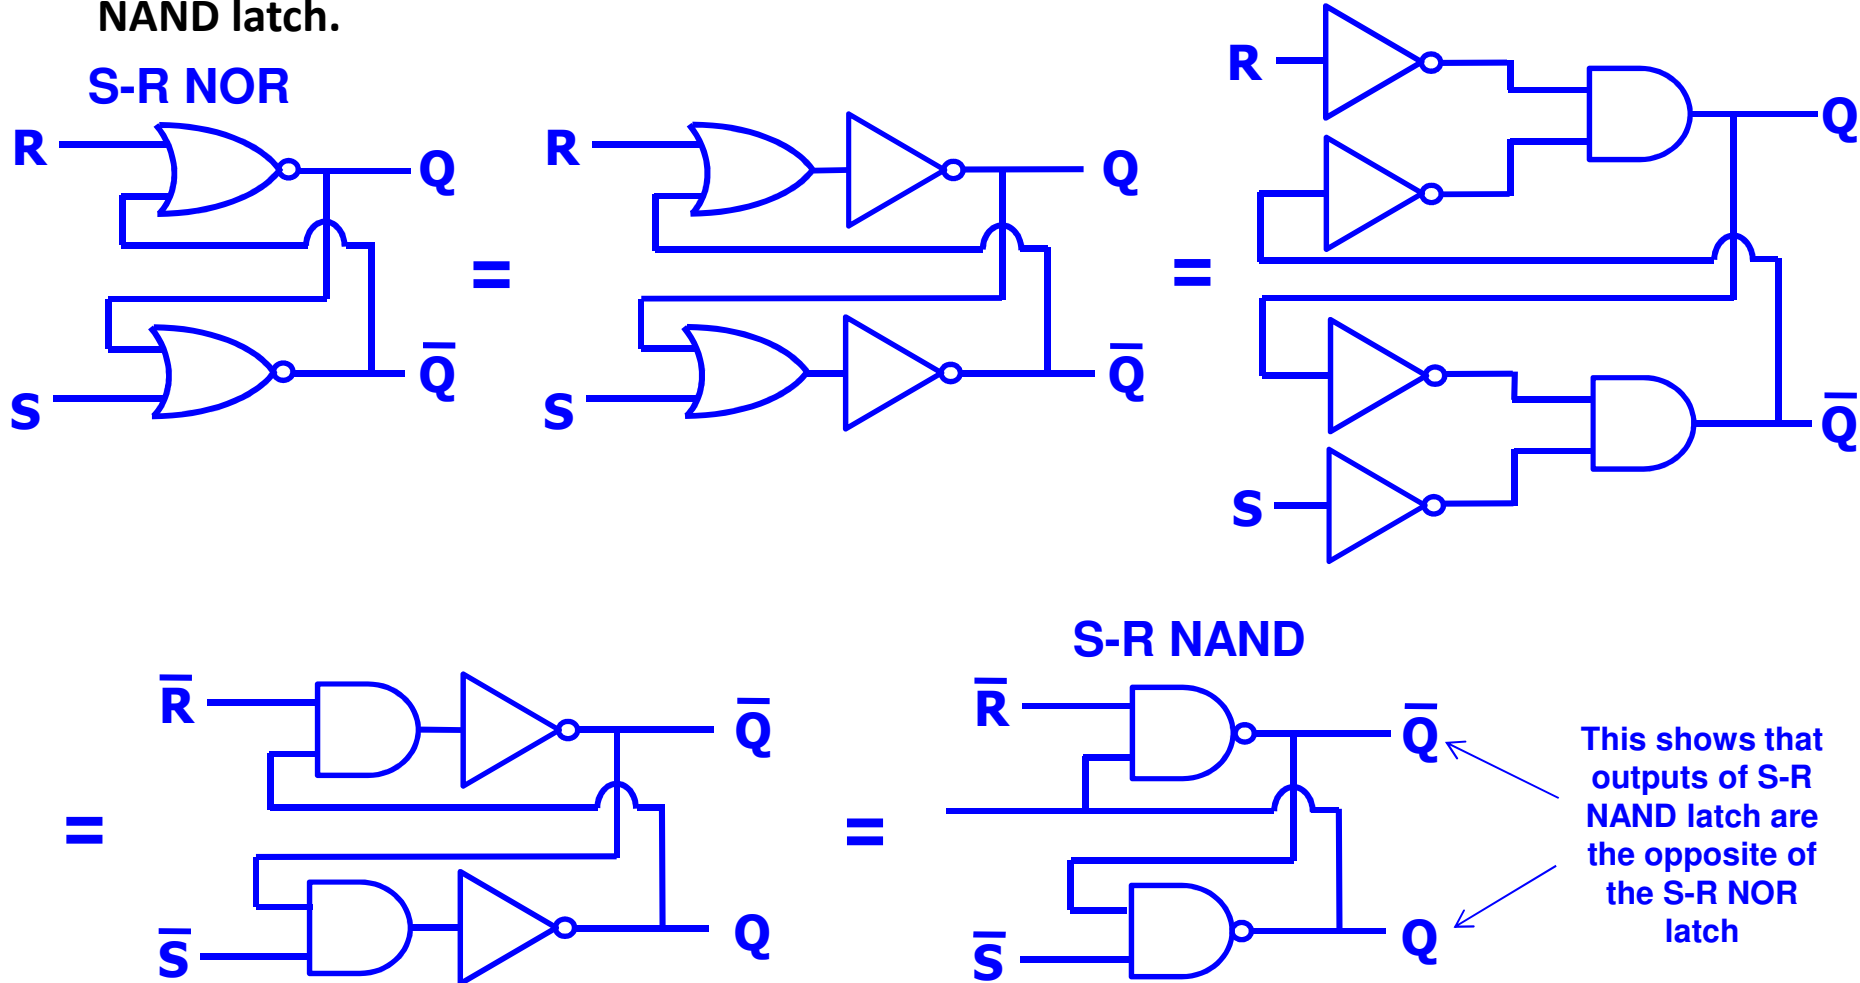 NAND latch.
S-R NOR
R
Q
S
Q̅
=
R
Q
S
Q̅
=
R
Q
S
Q̅
=
R̅
Q̅
S̅
Q
=
S-R NAND
R̅
Q̅
S̅
Q
This shows that
outputs of S-R
NAND latch are
the opposite of
the S-R NOR
latch